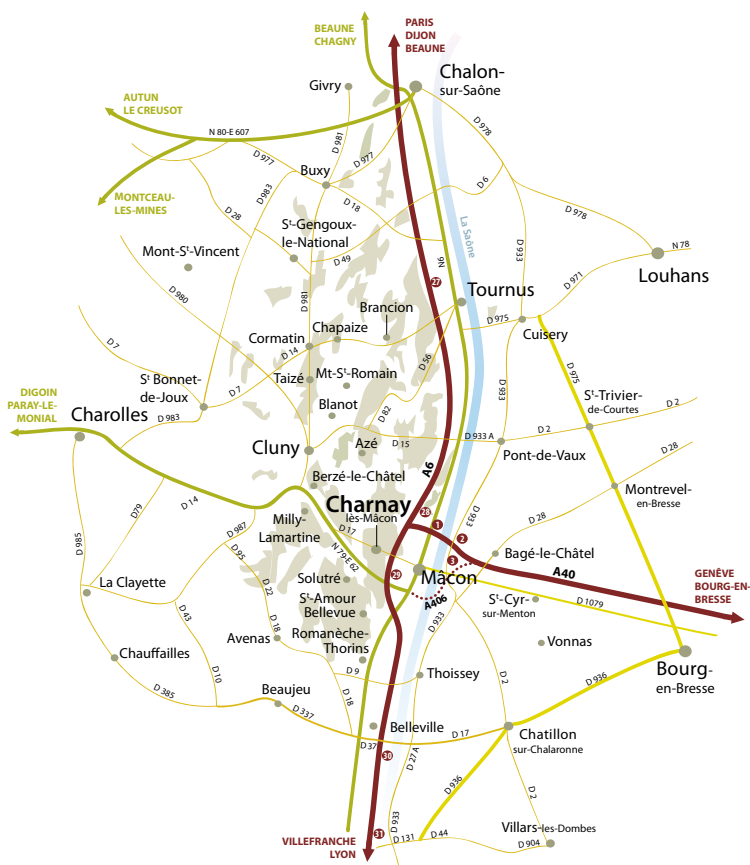 BEAUNE
CHAGNY
PARIS
DIJON
BEAUNE
Chalon-
sur-Saône
Givry
AUTUN
LE CREUSOT
N 80-E 607
D 981
D 978
D 977
D 977
Buxy
D 6
D 983
D 18
MONTCEAU-
LES-MINES
D 28
Sᵗ-Gengoux-
le-National
La Saône
D 978
D 933
N 78
Mont-Sᵗ-Vincent
D 49
N6
Louhans
D 971
27
D 980
D 981
Tournus
Brancion
D 975
Cuisery
Chapaize
Cormatin
D 14
D 56
D 7
D 975
Taizé
Mt-Sᵗ-Romain
D 933
Sᵗ Bonnet-
de-Joux
D 7
Sᵗ-Trivier-
de-Courtes
DIGOIN
PARAY-LE-
MONIAL
Blanot
D 82
D 2
Charolles
D 983
D 933 A
D 2
D 15
Cluny
Azé
D 28
Pont-de-Vaux
A6
Berzé-le-Châtel
Montrevel-
en-Bresse
D79
D 14
Charnay
lès-Mâcon
28
1
D 933
D 28
Milly-
Lamartine
D 17
2
D 987
D 985
N 79-E 62
3
Bagé-le-Châtel
D 95
Mâcon
A40
29
Solutré
GENÈVE
BOURG-EN-
BRESSE
La Clayette
D 22
A406
Sᵗ-Cyr-
sur-Menton
D 1079
Sᵗ-Amour
Bellevue
D 43
D 18
D 933
Avenas
Romanèche-
Thorins
Vonnas
Chauffailles
Bourg-
en-Bresse
D 9
Thoissey
D 10
D 936
D 2
D 385
Beaujeu
D 18
D 337
Belleville
Chatillon
sur-Chalaronne
D 17
D 37
30
D 27 A
D 936
D 2
D 933
31
Villars-les-Dombes
D 44
D 131
D 904
VILLEFRANCHE
LYON